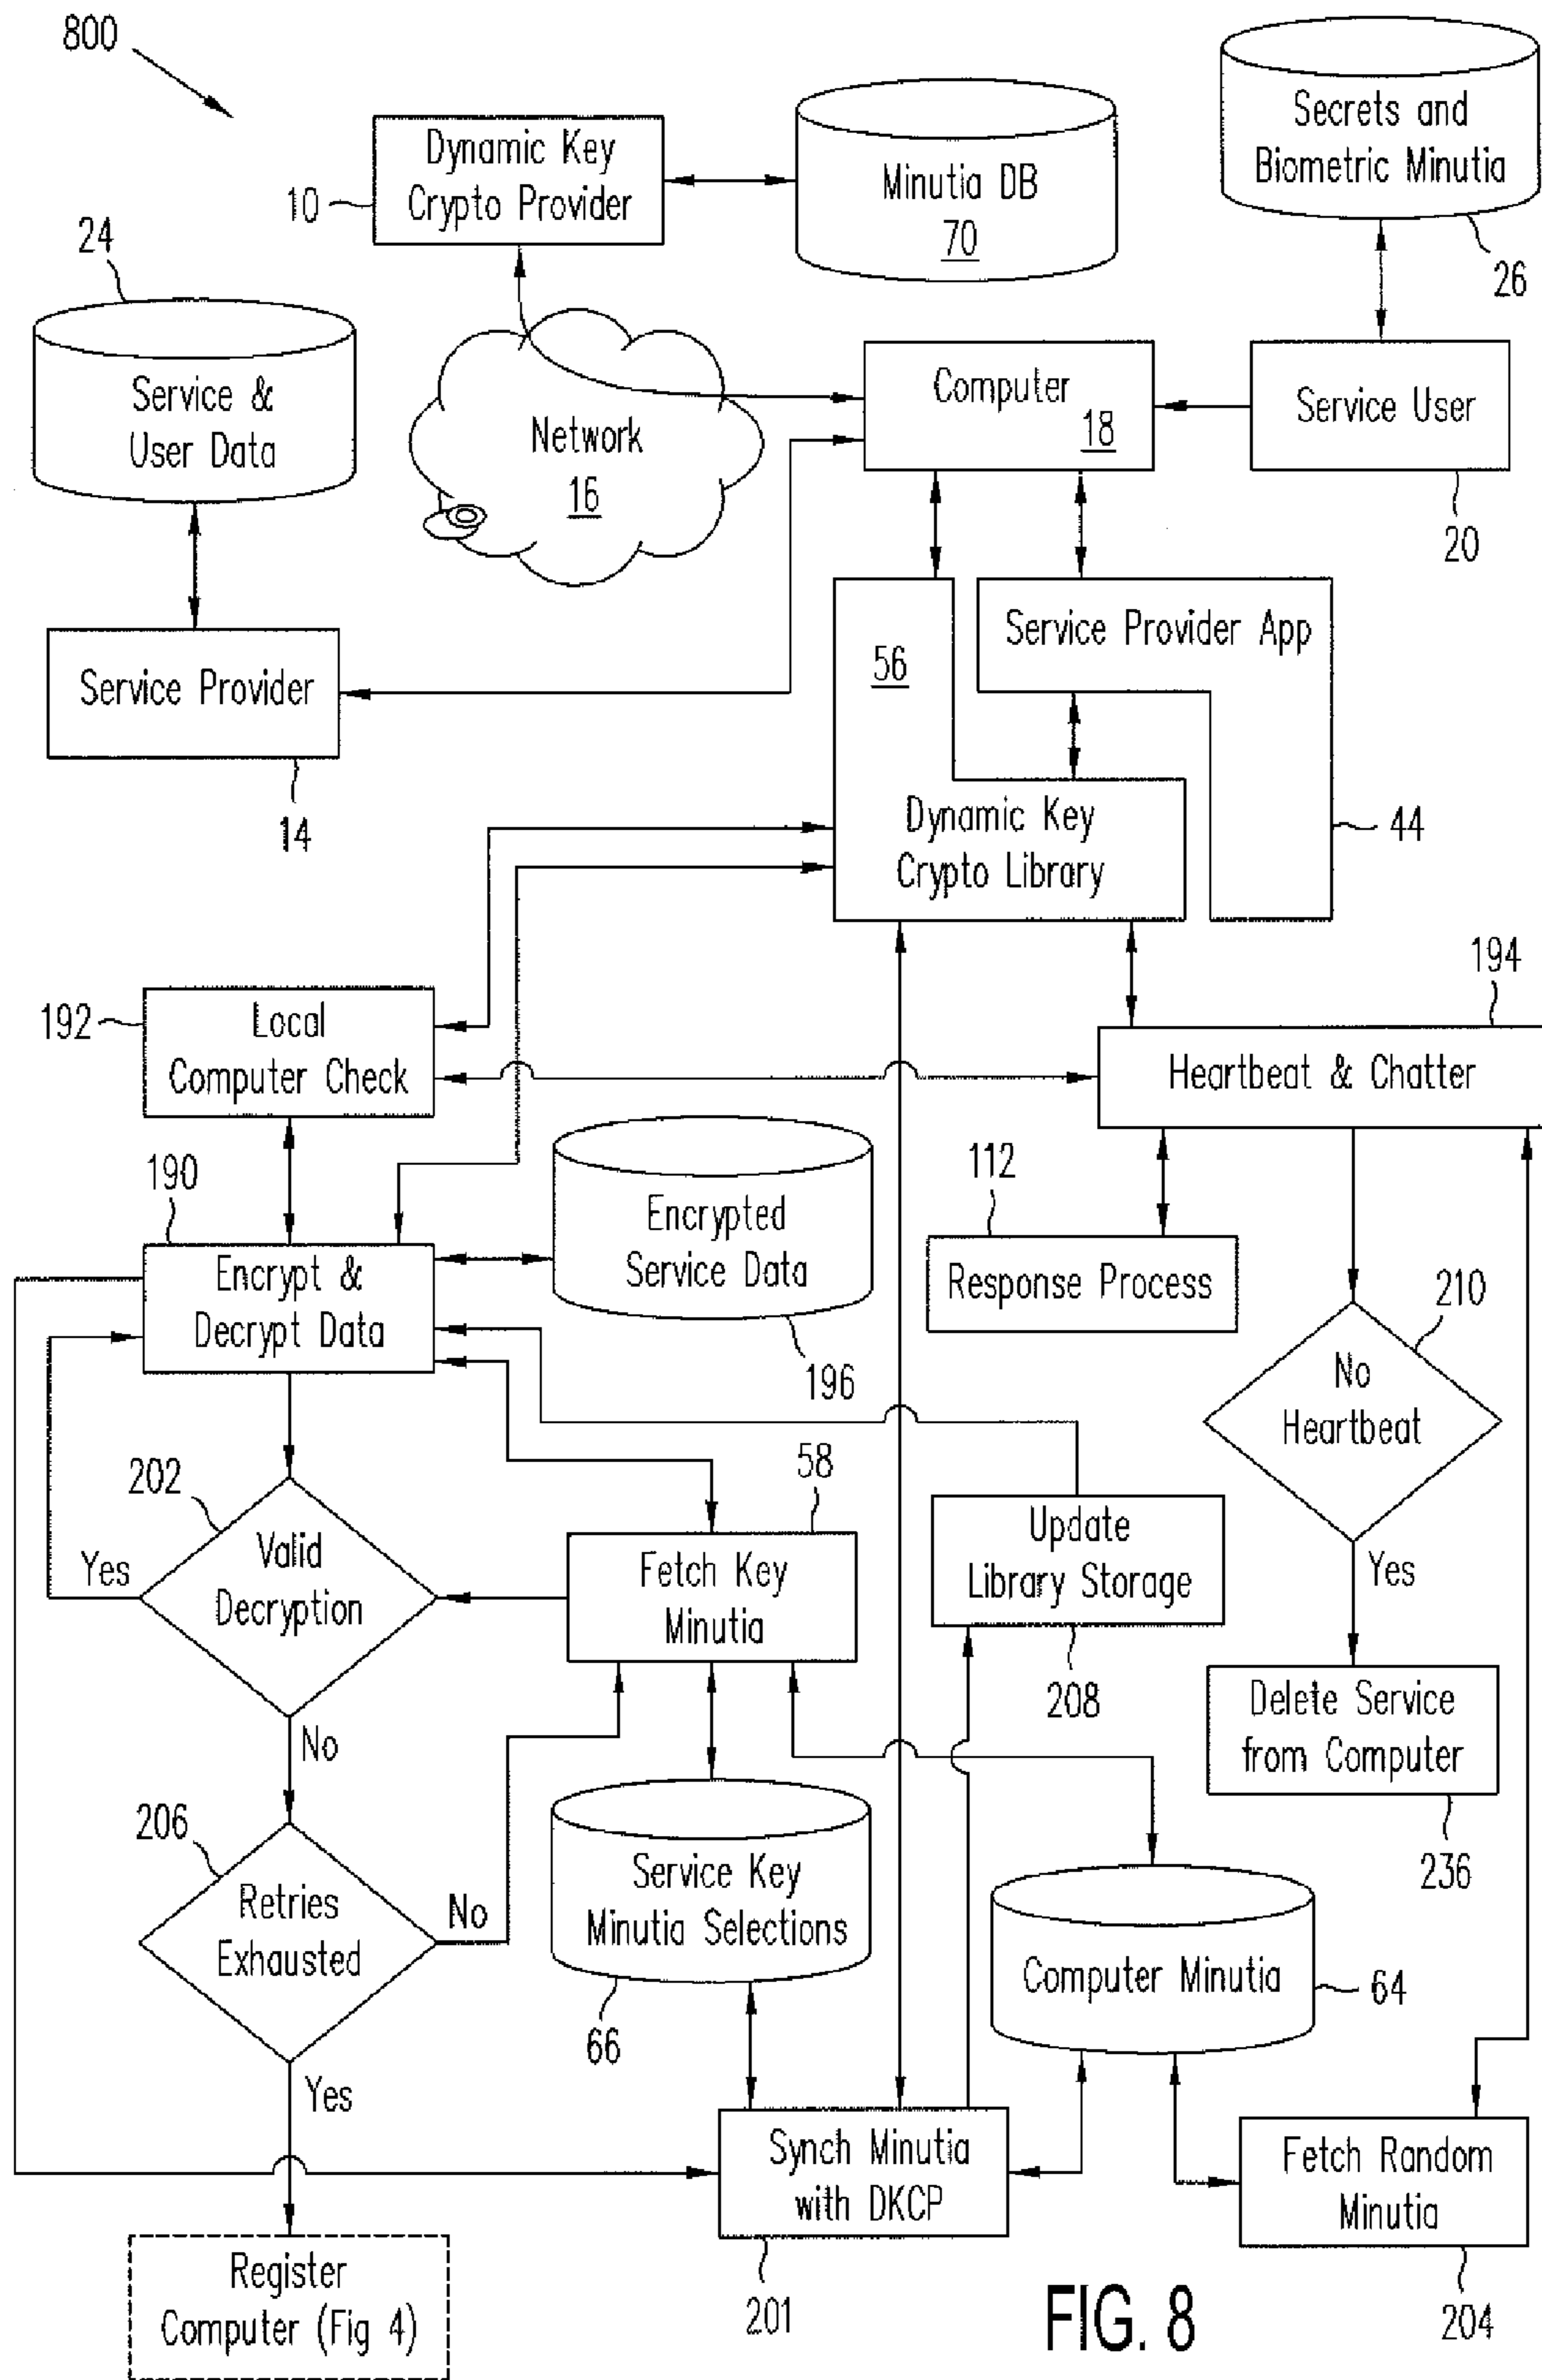 800
Dynamic Key
Crypto Provider
10
Minutia DB
70
Secrets and
Biometric Minutia
26
24
Service &
User Data
Network
16
Computer
18
Service User
20
Service Provider
14
56
Service Provider App
Dynamic Key
Crypto Library
44
192
Local
Computer Check
194
Heartbeat & Chatter
190
Encrypt &
Decrypt Data
Encrypted
Service Data
196
112
Response Process
210
No
Heartbeat
Yes
202
Valid
Decryption
Yes
No
58
Fetch Key
Minutia
Update
Library Storage
208
Delete Service
from Computer
236
206
Retries
Exhausted
No
Yes
Service Key
Minutia Selections
66
Computer Minutia
64
Synch Minutia
with DKCP
201
Fetch Random
Minutia
204
Register
Computer (Fig 4)
FIG. 8